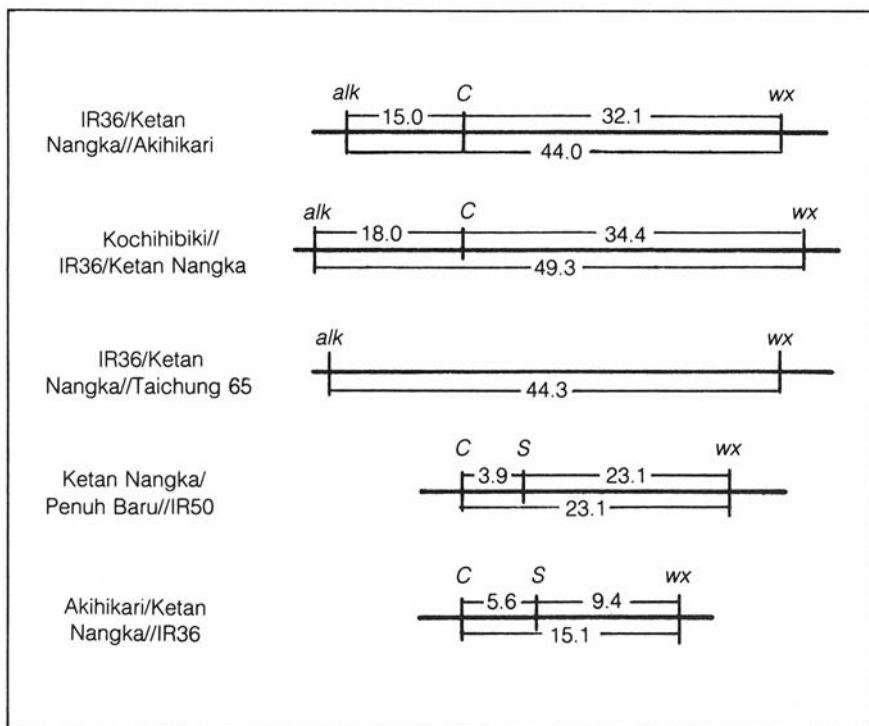 alk C wx
IR36/Ketan
Nangka//Akihikari
15.0 32.1
44.0
alk C wx
Kochihibiki//
IR36/Ketan Nangka
18.0 34.4
49.3
alk wx
IR36/Ketan
Nangka//Taichung 65
44.3
C S wx
Ketan Nangka/
Penuh Baru//IR50
3.9 23.1
23.1
C S wx
Akihikari/Ketan
Nangka//IR36
5.6 9.4
15.1